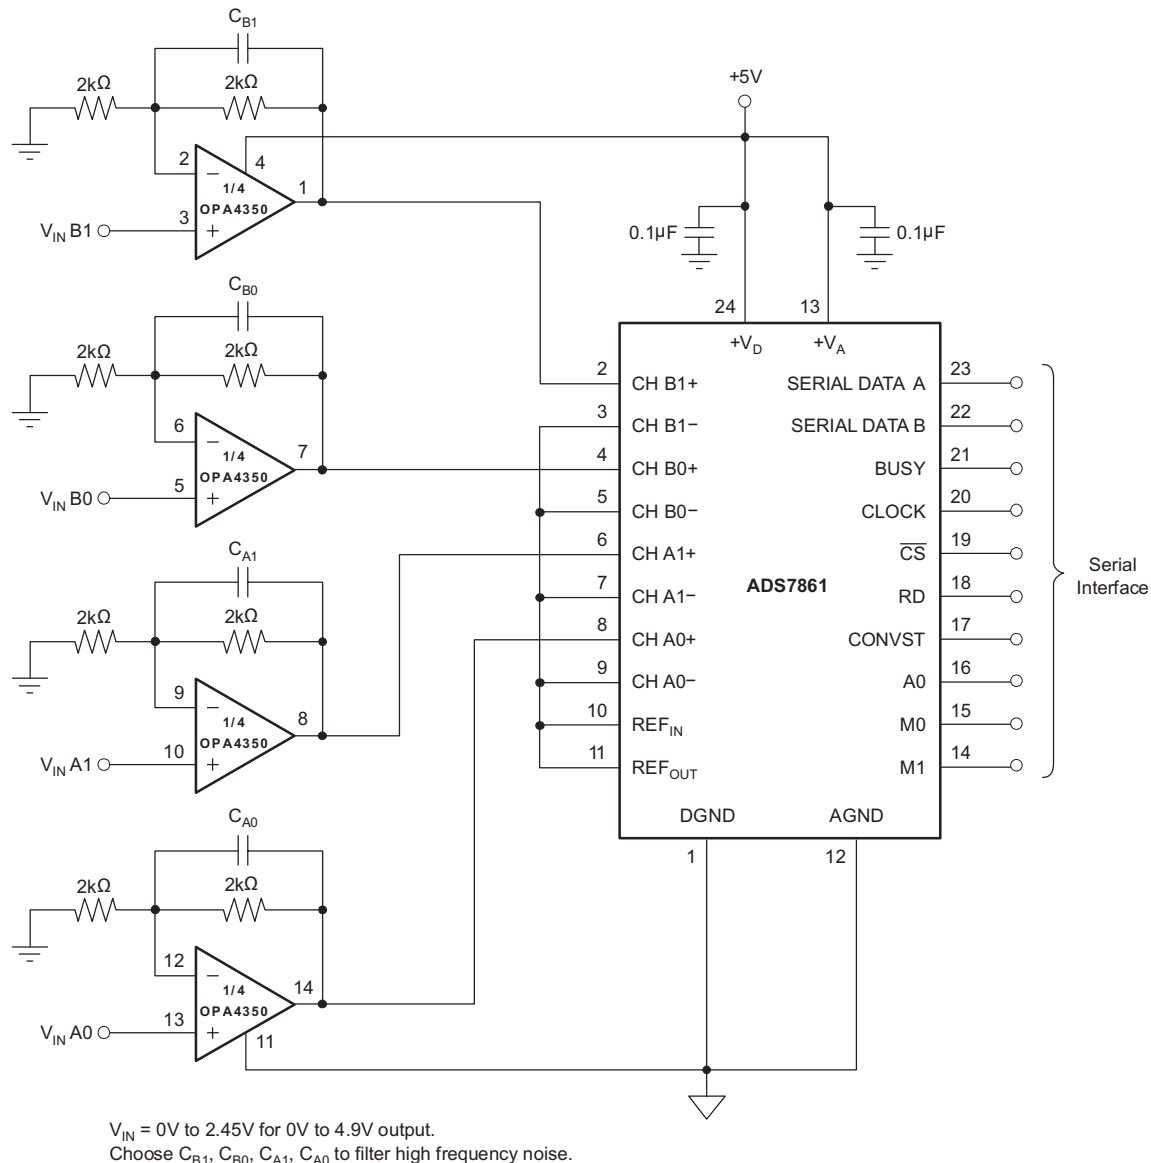 C_B1
2kΩ
2kΩ
+5V
2
4
−
1
1/4
OPA4350
3
+
V_IN B1
0.1µF
0.1µF
C_B0
2kΩ
2kΩ
24
13
+V_D
+V_A
6
−
7
1/4
OPA4350
5
+
V_IN B0
2
CH B1+
3
CH B1−
4
CH B0+
5
CH B0−
6
CH A1+
7
CH A1−
8
CH A0+
9
CH A0−
10
REF_IN
11
REF_OUT
ADS7861
SERIAL DATA A
23
SERIAL DATA B
22
BUSY
21
CLOCK
20
C̅S̅
19
RD
18
CONVST
17
A0
16
M0
15
M1
14
Serial
Interface
C_A1
2kΩ
2kΩ
9
−
8
1/4
OPA4350
10
+
V_IN A1
DGND
AGND
1
12
C_A0
2kΩ
2kΩ
12
−
14
1/4
OPA4350
13
+
11
V_IN A0
V_IN = 0V to 2.45V for 0V to 4.9V output.
Choose C_B1, C_B0, C_A1, C_A0 to filter high frequency noise.